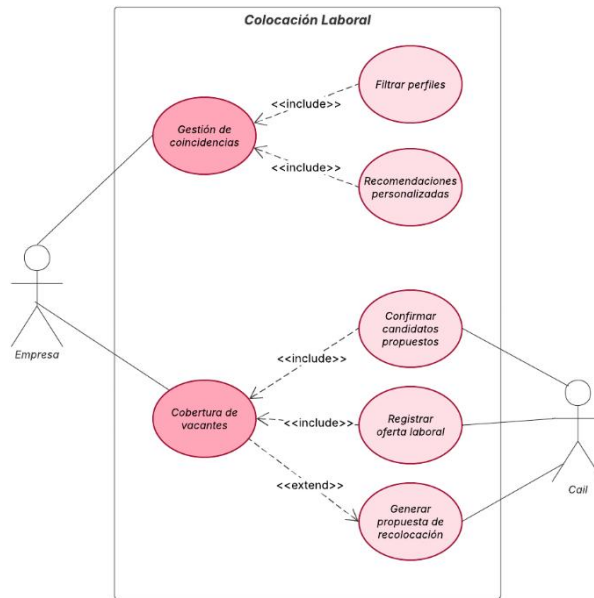 Colocación Laboral
Filtrar perfiles
<<include>>
Gestión de
coincidencias
<<include>>
Recomendaciones
personalizadas
Empresa
Confirmar
candidatos
propuestos
<<include>>
Cobertura de
vacantes
<<include>>
Registrar
oferta laboral
Cail
<<extend>>
Generar
propuesta de
recolocación